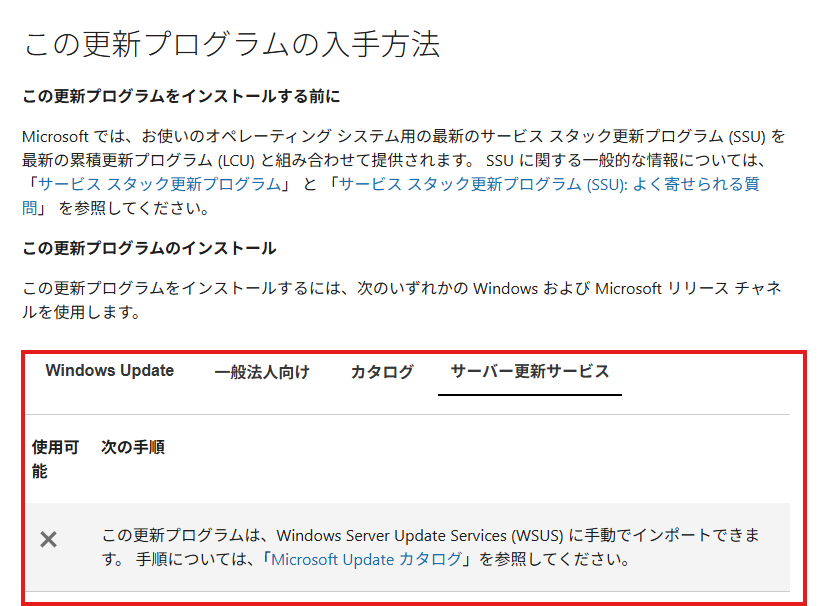 この更新プログラムの入手方法
この更新プログラムをインストールする前に
Microsoft では、お使いのオペレーティング システム用の最新のサービス スタック更新プログラム (SSU) を
最新の累積更新プログラム (LCU) と組み合わせて提供されます。 SSU に関する一般的な情報については、
「サービス スタック更新プログラム」 と 「サービス スタック更新プログラム (SSU): よく寄せられる質
問」 を参照してください。
この更新プログラムのインストール
この更新プログラムをインストールするには、次のいずれかの Windows および Microsoft リリース チャネ
ルを使用します。
Windows Update 一般法人向け カタログ サーバー更新サービス
使用可 次の手順
能
この更新プログラムは、Windows Server Update Services (WSUS) に手動でインポートできま
す。 手順については、「Microsoft Update カタログ」を参照してください。